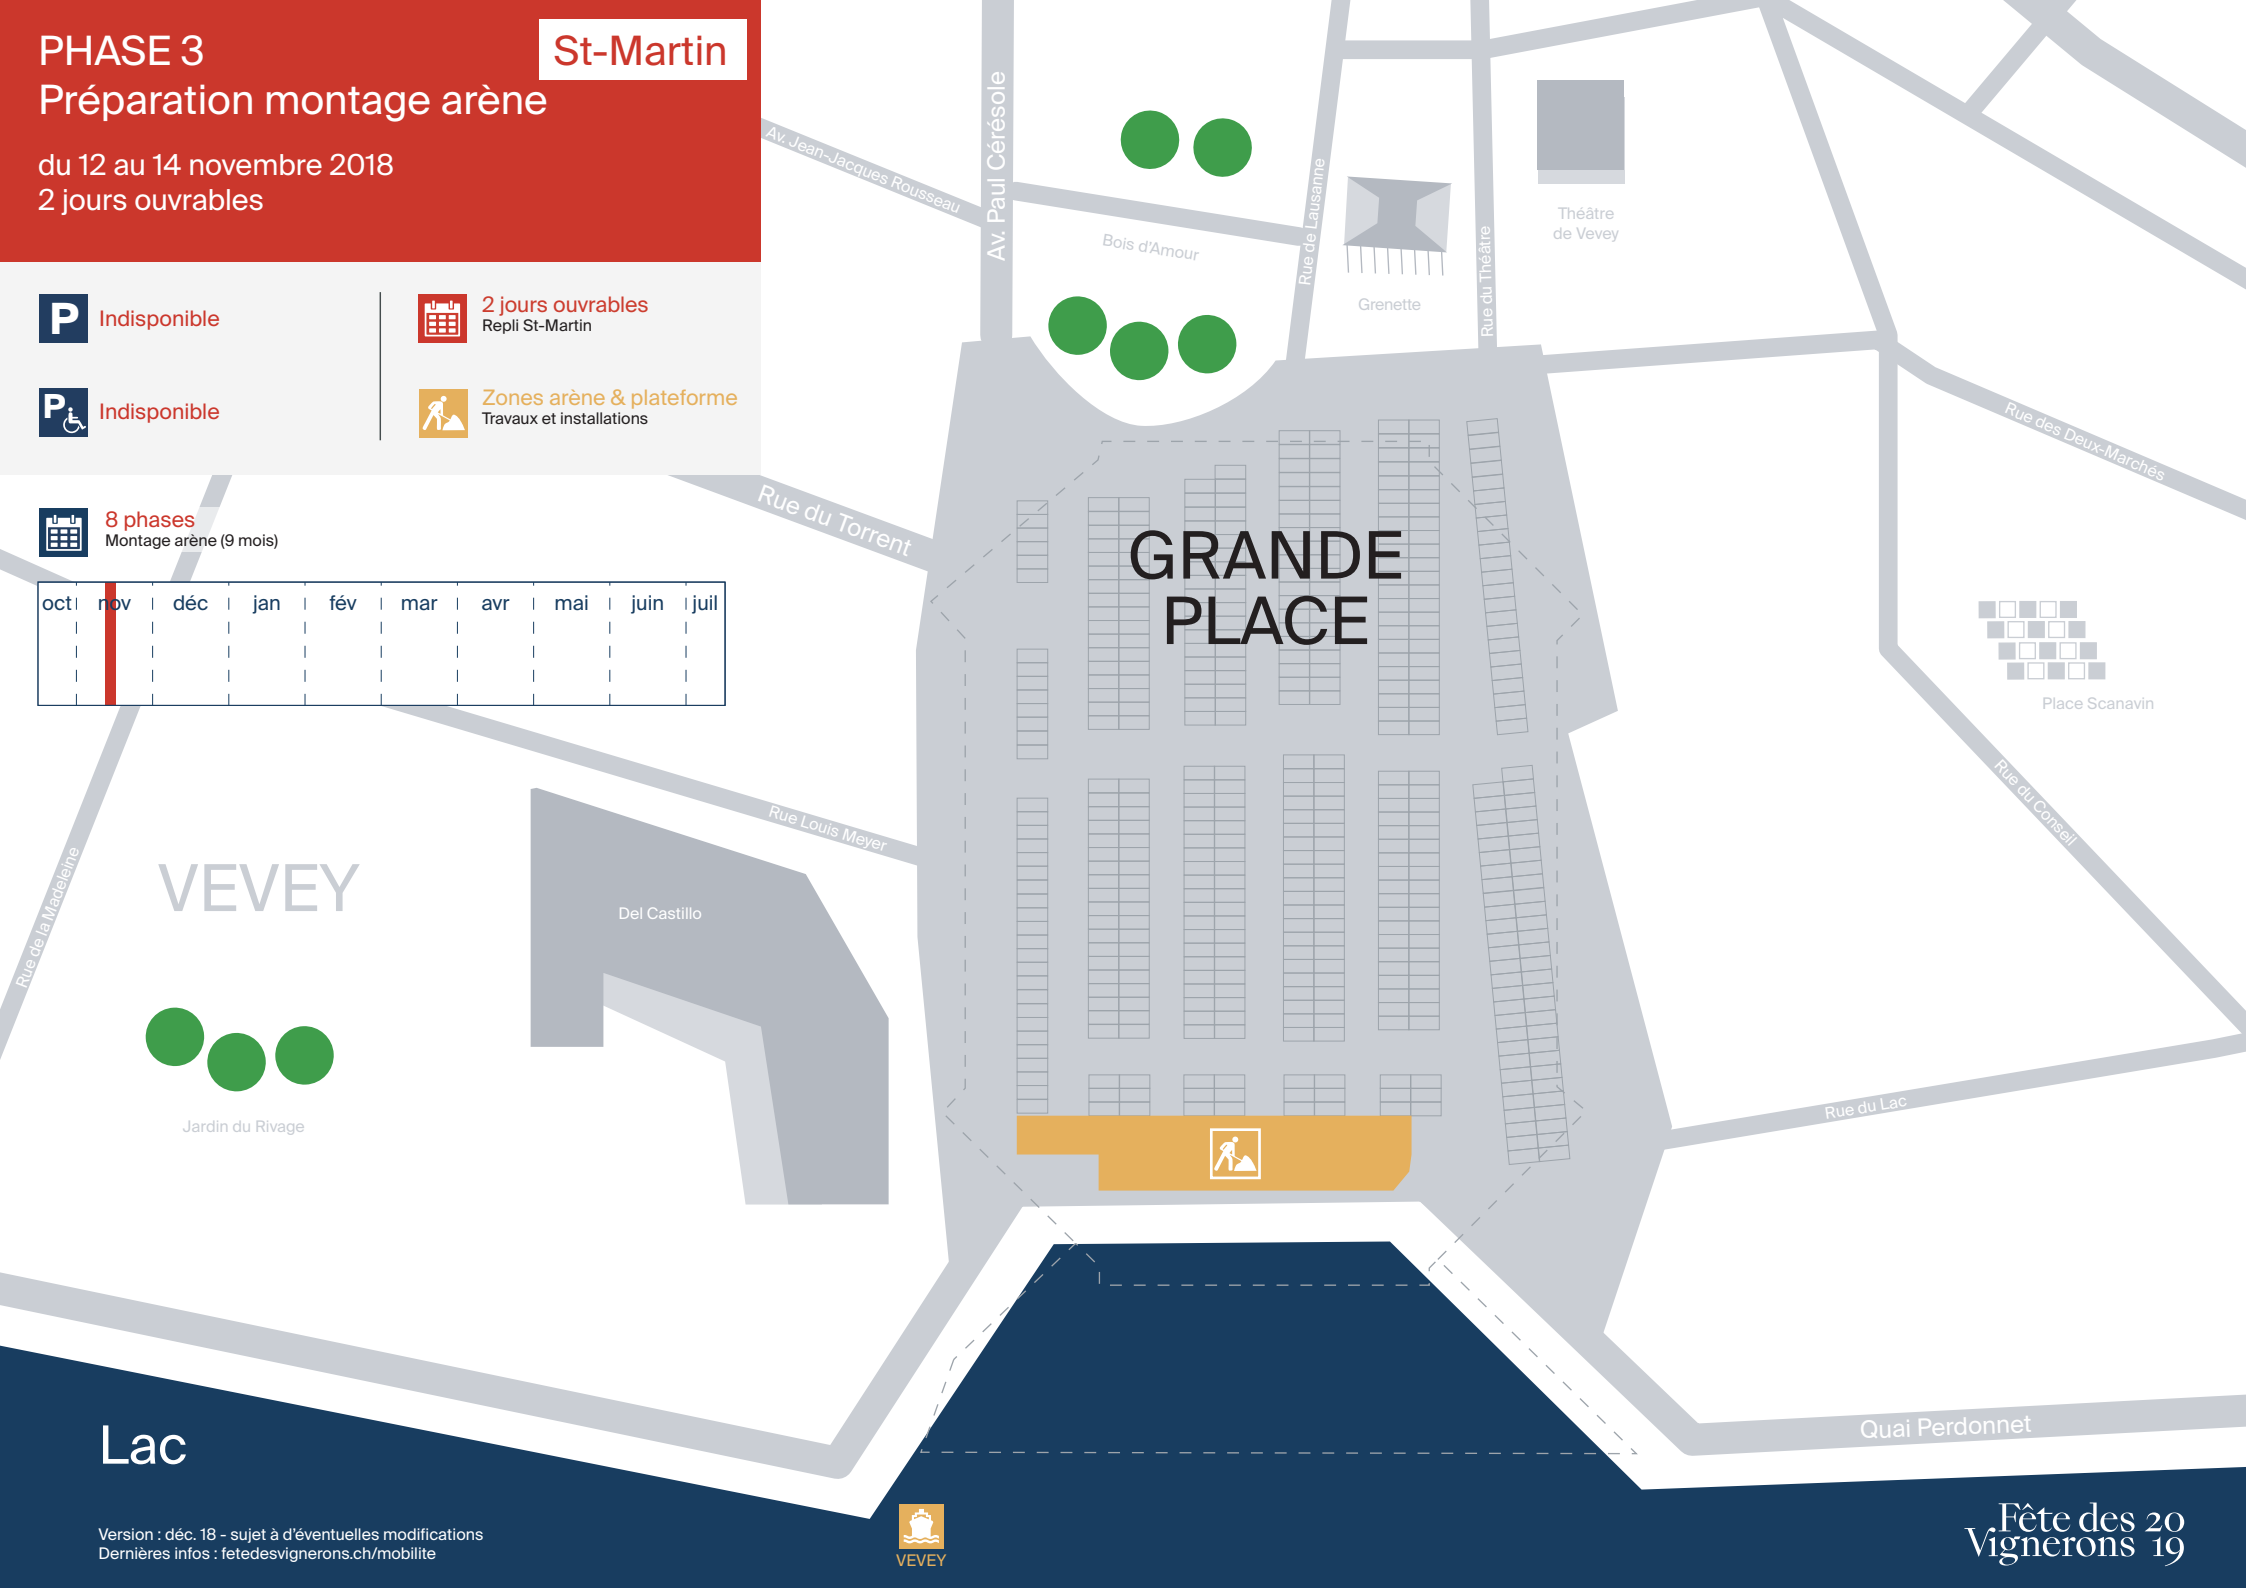 PHASE 3
St-Martin
Préparation montage arène
du 12 au 14 novembre 2018
2 jours ouvrables
P
Indisponible
2 jours ouvrables
Repli St-Martin
P
Indisponible
Zones arène & plateforme
Travaux et installations
8 phases
Montage arène (9 mois)
oct nov déc jan fév mar avr mai juin juil
Av. Jean-Jacques Rousseau
Av. Paul Cérésole
Bois d'Amour
Rue de Lausanne
Grenette
Rue du Théâtre
Théâtre
de Vevey
Rue des Deux-Marchés
Rue du Torrent
GRANDE
PLACE
Place Scanavin
Rue du Conseil
Rue Louis Meyer
VEVEY
Del Castillo
Rue de la Madeleine
Jardin du Rivage
Rue du Lac
Quai Perdonnet
Lac
Version : déc. 18 - sujet à d'éventuelles modifications
Dernières infos : fetedesvignerons.ch/mobilite
VEVEY
Fête des 20
Vignerons 19